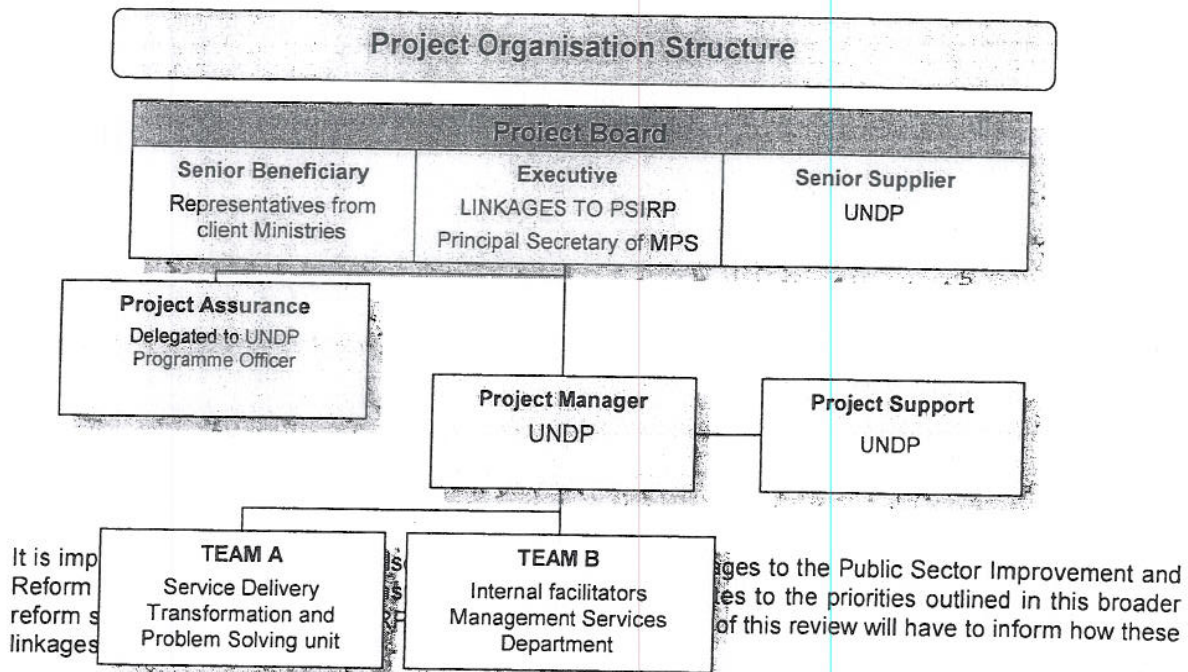 Project Organisation Structure
Project Board
Senior Beneficiary
Representatives from
client Ministries
Executive
LINKAGES TO PSIRP
Principal Secretary of MPS
Senior Supplier
UNDP
Project Assurance
Delegated to UNDP
Programme Officer
Project Manager
UNDP
Project Support
UNDP
TEAM A
Service Delivery
Transformation and
Problem Solving unit
TEAM B
Internal facilitators
Management Services
Department
It is to the Public Sector Improvement and
Reform to the priorities outlined in this broader
reform of this review will have to inform how these
linkages